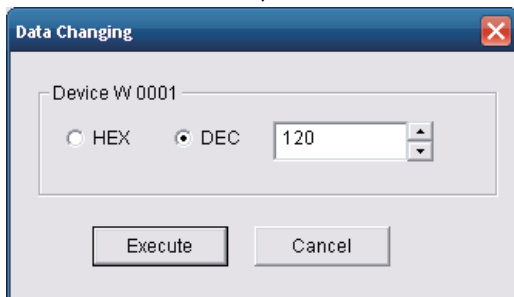 Data Changing
Device W 0001
HEX DEC 120
Execute Cancel